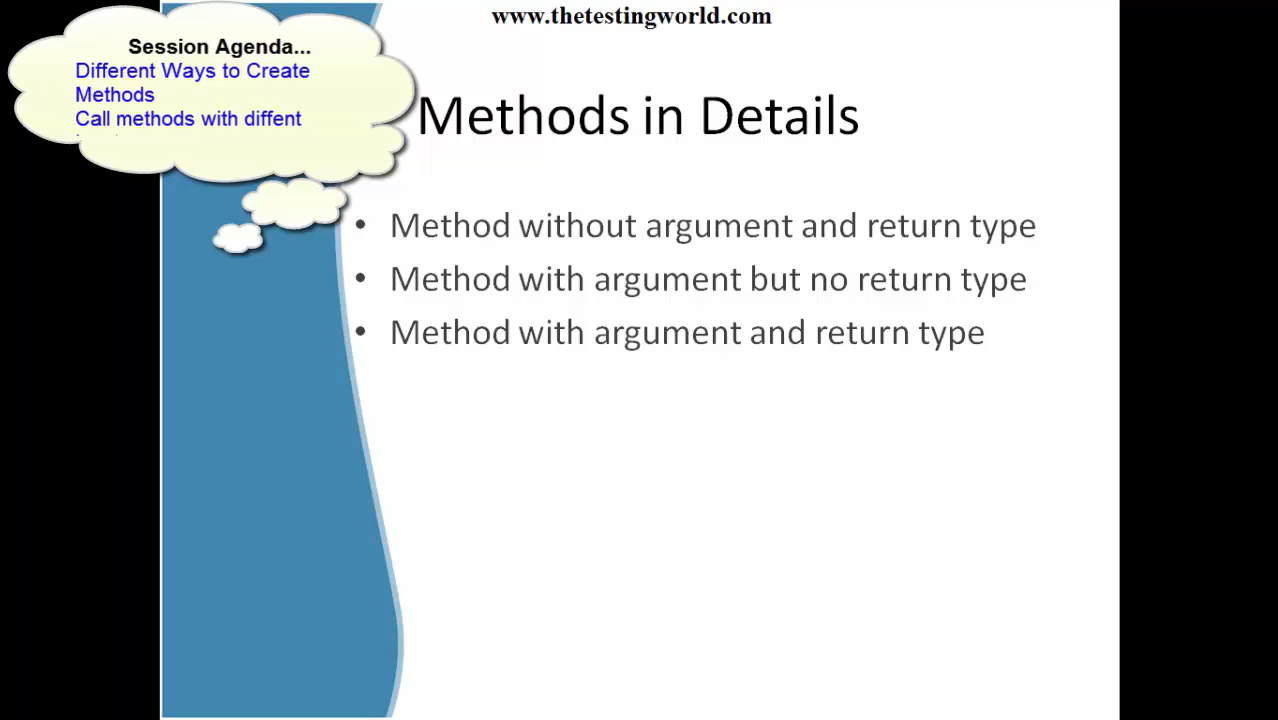 www.thetestingworld.com
Session Agenda...
Different Ways to Create
Methods
Call methods with diffent
Methods in Details
• Method without argument and return type
• Method with argument but no return type
• Method with argument and return type